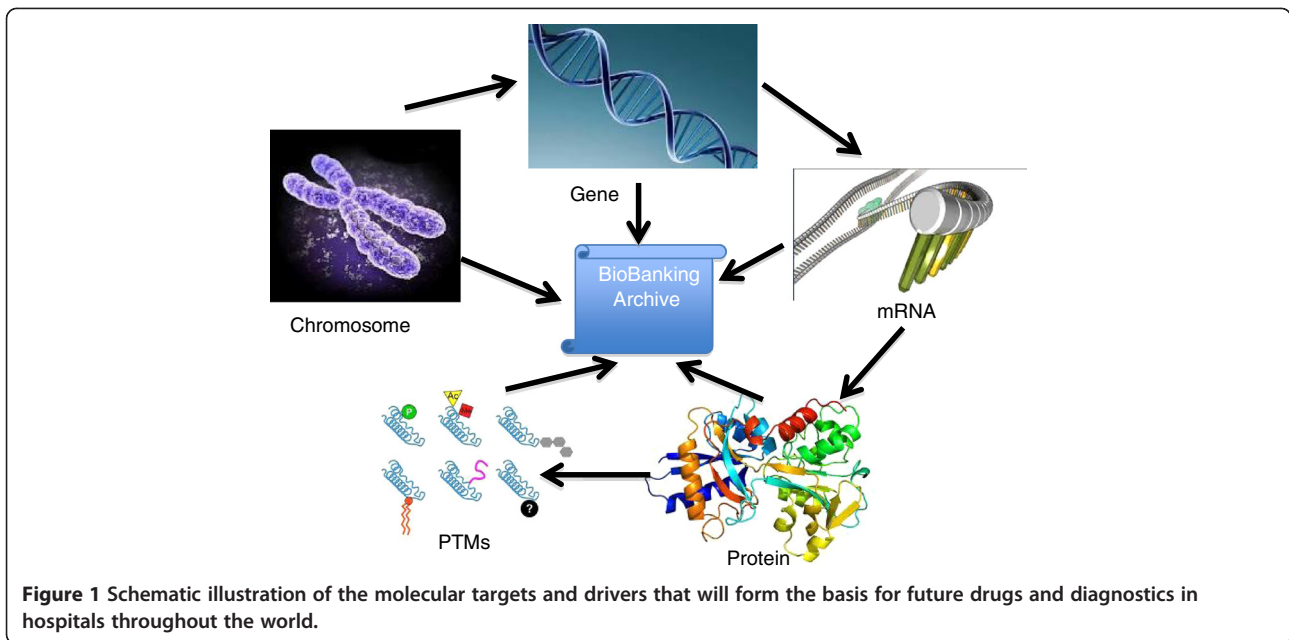 Gene
BioBanking
Archive
Chromosome
mRNA
P
Ac
?
PTMs
Protein
Figure 1 Schematic illustration of the molecular targets and drivers that will form the basis for future drugs and diagnostics in
hospitals throughout the world.